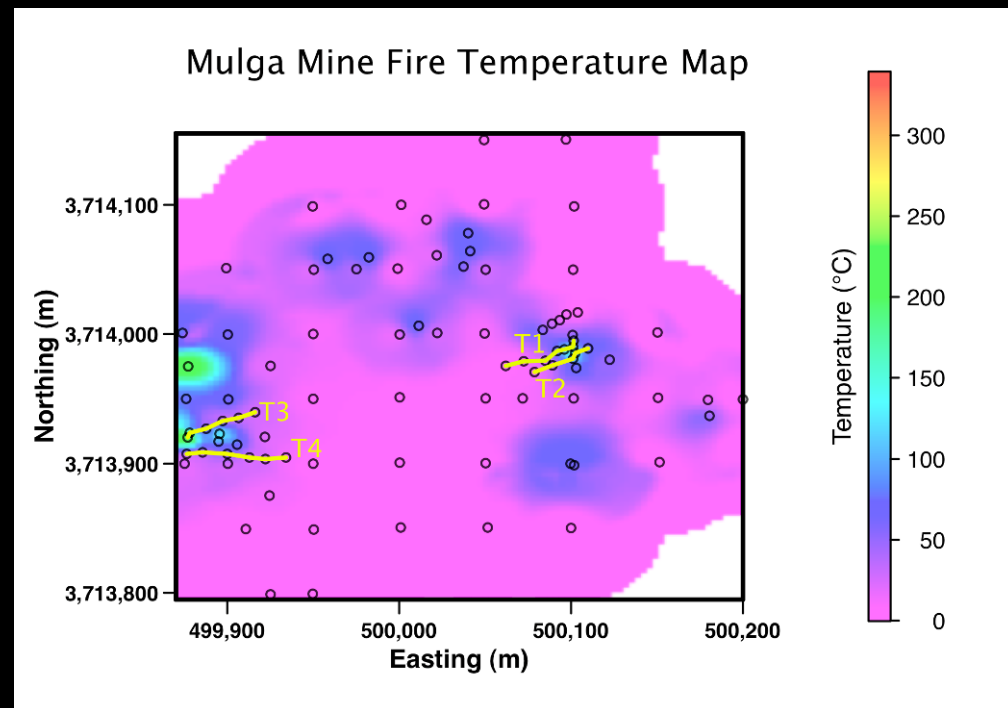 Mulga Mine Fire Temperature Map
300
250
200
150
100
50
0
Temperature (°C)
3,714,100
3,714,000
3,713,900
3,713,800
Northing (m)
T1
T2
T3
T4
499,900
500,000
500,100
500,200
Easting (m)